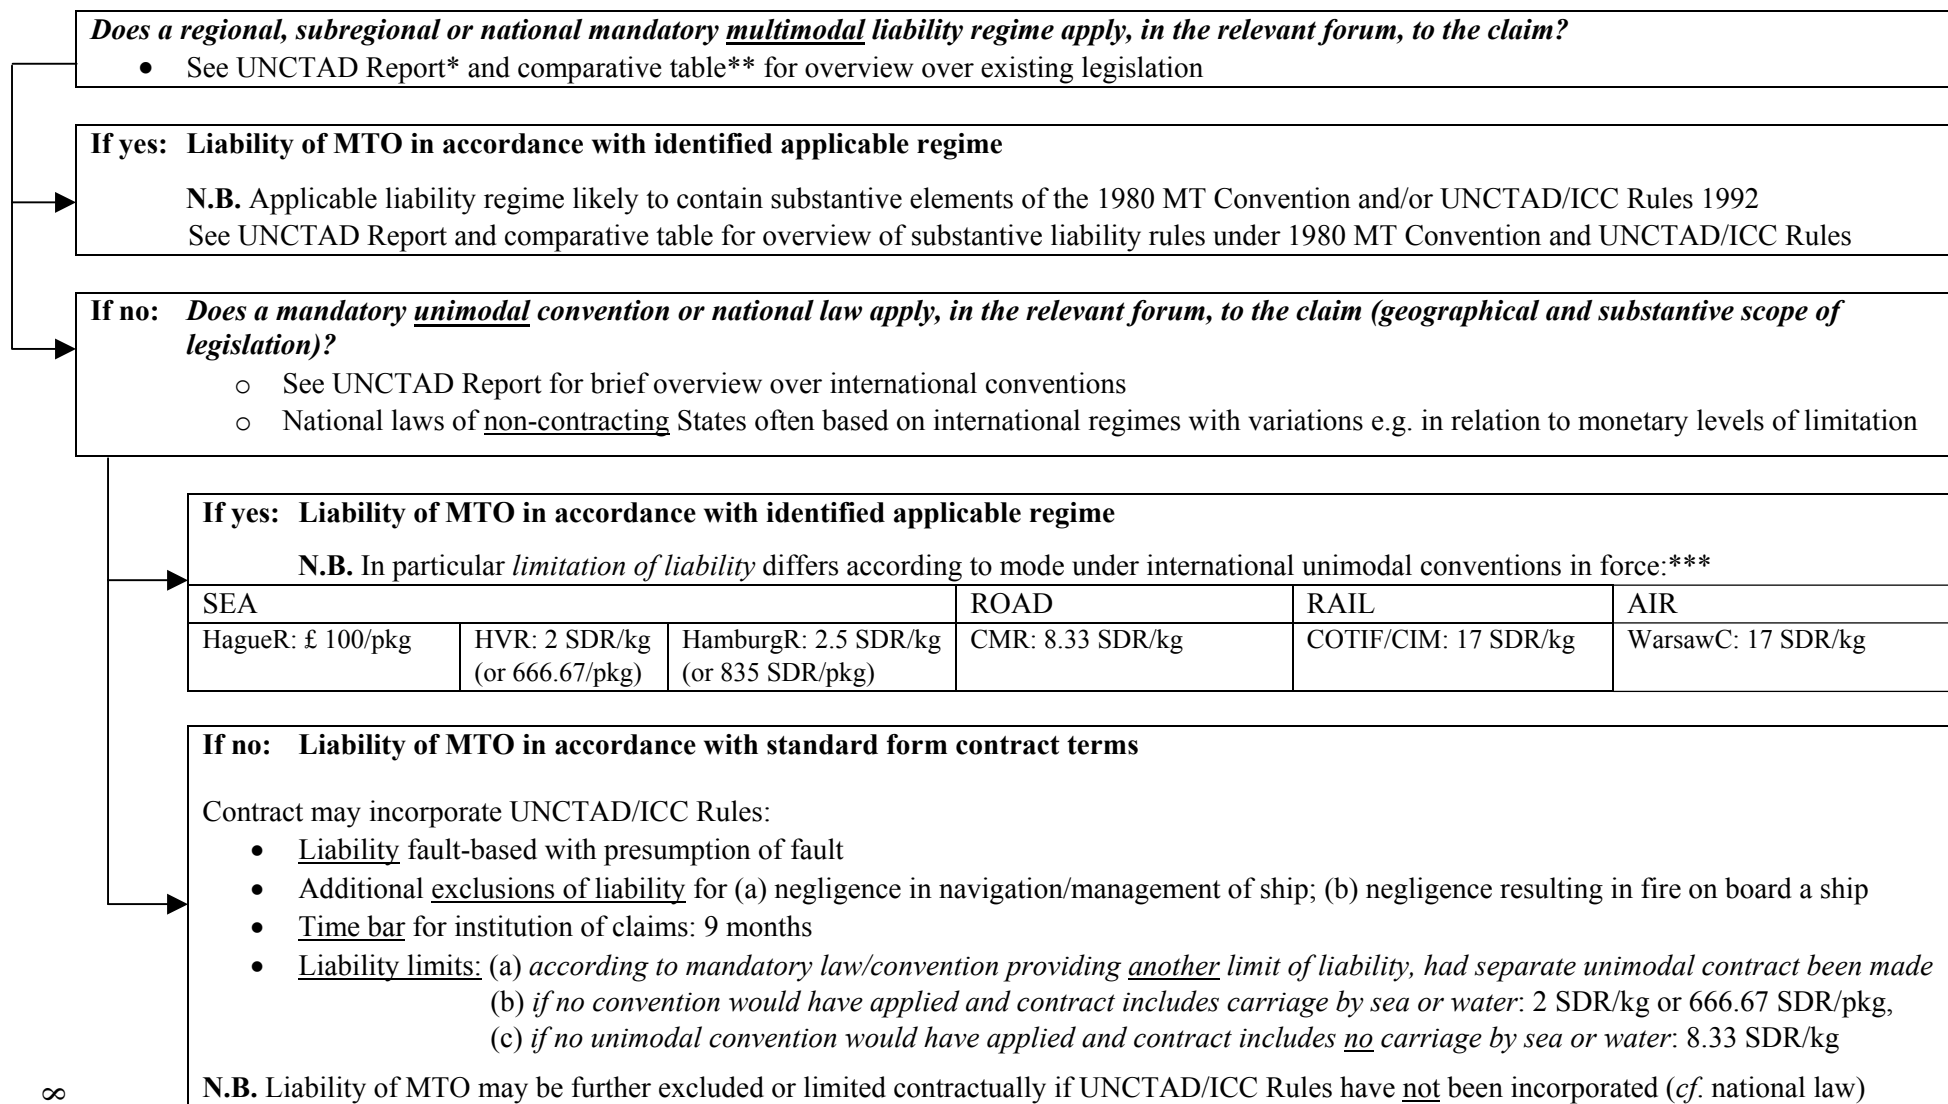 Does a regional, subregional or national mandatory multimodal liability regime apply, in the relevant forum, to the claim?
• See UNCTAD Report* and comparative table** for overview over existing legislation
If yes: Liability of MTO in accordance with identified applicable regime
N.B. Applicable liability regime likely to contain substantive elements of the 1980 MT Convention and/or UNCTAD/ICC Rules 1992
See UNCTAD Report and comparative table for overview of substantive liability rules under 1980 MT Convention and UNCTAD/ICC Rules
If no: Does a mandatory unimodal convention or national law apply, in the relevant forum, to the claim (geographical and substantive scope of
legislation)?
o See UNCTAD Report for brief overview over international conventions
o National laws of non-contracting States often based on international regimes with variations e.g. in relation to monetary levels of limitation
If yes: Liability of MTO in accordance with identified applicable regime
N.B. In particular limitation of liability differs according to mode under international unimodal conventions in force:***
SEA ROAD RAIL AIR
HagueR: £ 100/pkg HVR: 2 SDR/kg HamburgR: 2.5 SDR/kg CMR: 8.33 SDR/kg COTIF/CIM: 17 SDR/kg WarsawC: 17 SDR/kg
(or 666.67/pkg) (or 835 SDR/pkg)
If no: Liability of MTO in accordance with standard form contract terms
Contract may incorporate UNCTAD/ICC Rules:
• Liability fault-based with presumption of fault
• Additional exclusions of liability for (a) negligence in navigation/management of ship; (b) negligence resulting in fire on board a ship
• Time bar for institution of claims: 9 months
• Liability limits: (a) according to mandatory law/convention providing another limit of liability, had separate unimodal contract been made
(b) if no convention would have applied and contract includes carriage by sea or water: 2 SDR/kg or 666.67 SDR/pkg,
(c) if no unimodal convention would have applied and contract includes no carriage by sea or water: 8.33 SDR/kg
N.B. Liability of MTO may be further excluded or limited contractually if UNCTAD/ICC Rules have not been incorporated (cf. national law)
8